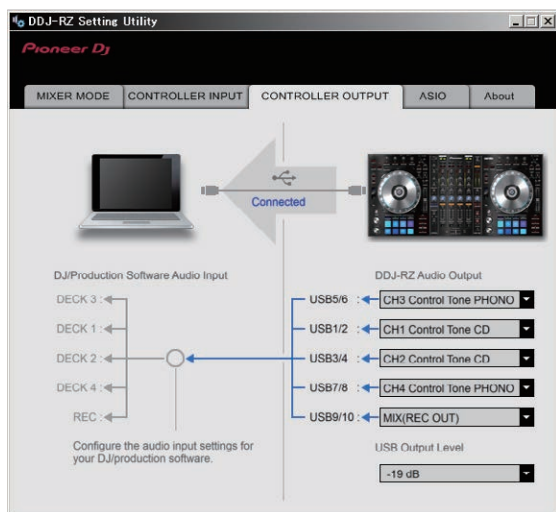 DDJ-RZ Setting Utility
Pioneer Dj
MIXER MODE
CONTROLLER INPUT
CONTROLLER OUTPUT
ASIO
About
Connected
DJ/Production Software Audio Input
DDJ-RZ Audio Output
DECK 3 :
USB5/6 :
CH3 Control Tone PHONO
DECK 1 :
USB1/2 :
CH1 Control Tone CD
DECK 2 :
USB3/4 :
CH2 Control Tone CD
DECK 4 :
USB7/8 :
CH4 Control Tone PHONO
REC :
USB9/10 :
MIX(REC OUT)
Configure the audio input settings for
your DJ/production software.
USB Output Level
-19 dB